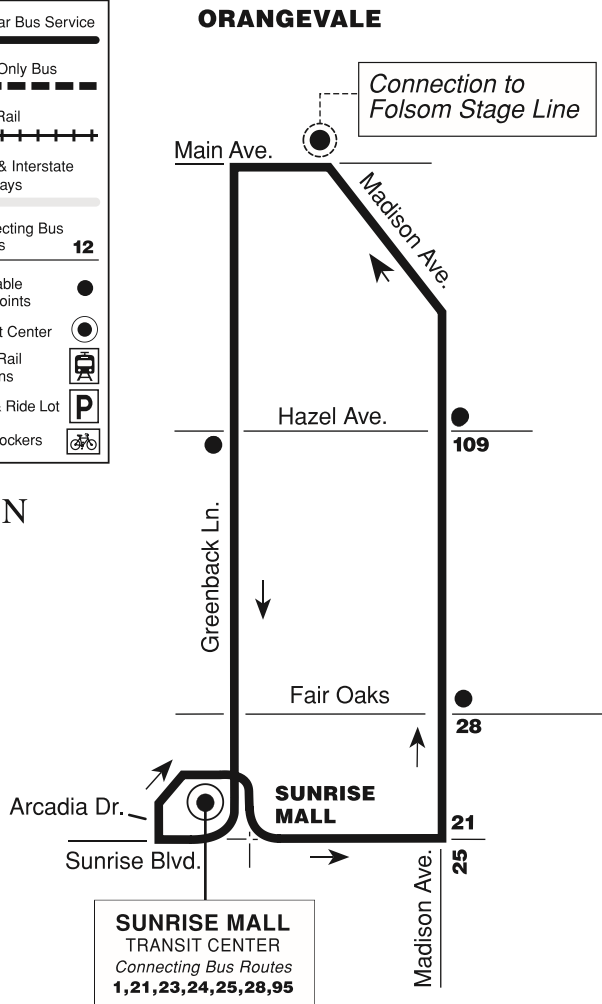 ar Bus Service
Only Bus
Rail
& Interstate
ays
ecting Bus
s 12
able
oints
t Center
Rail
ns
& Ride Lot
P
ockers
N
ORANGEVALE
Connection to
Folsom Stage Line
Main Ave.
Madison Ave.
Hazel Ave.
109
Greenback Ln.
Fair Oaks
28
SUNRISE
MALL
Arcadia Dr.
21
25
Sunrise Blvd.
Madison Ave.
SUNRISE MALL
TRANSIT CENTER
Connecting Bus Routes
1,21,23,24,25,28,95